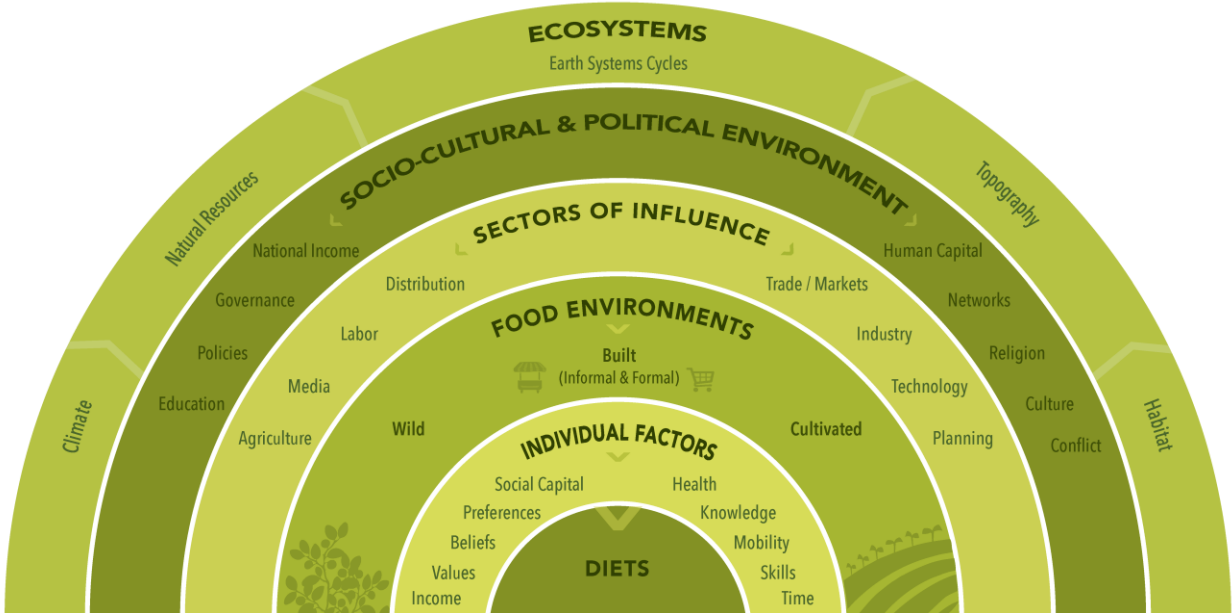 ECOSYSTEMS
Earth Systems Cycles
Natural Resources
Climate
Topography
Habitat
SOCIO-CULTURAL & POLITICAL ENVIRONMENT
National Income
Governance
Policies
Education
Human Capital
Networks
Religion
Culture
Conflict
SECTORS OF INFLUENCE
Distribution
Labor
Media
Agriculture
Trade / Markets
Industry
Technology
Planning
FOOD ENVIRONMENTS
Built
(Informal & Formal)
Wild
Cultivated
INDIVIDUAL FACTORS
Social Capital
Preferences
Beliefs
Values
Income
Health
Knowledge
Mobility
Skills
Time
DIETS